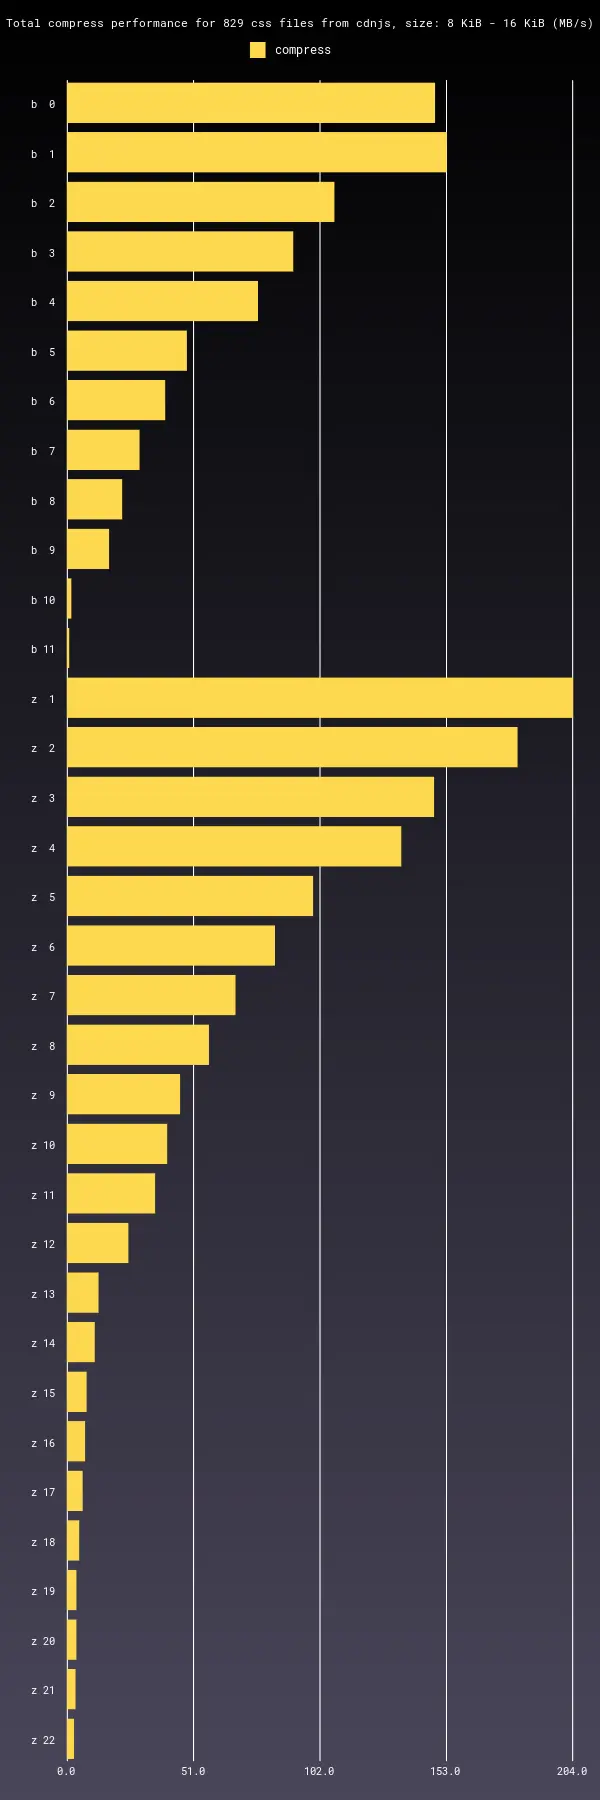 Total compress performance for 829 css files from cdnjs, size: 8 KiB - 16 KiB (MB/s)
compress
b 0
b 1
b 2
b 3
b 4
b 5
b 6
b 7
b 8
b 9
b 10
b 11
z 1
z 2
z 3
z 4
z 5
z 6
z 7
z 8
z 9
z 10
z 11
z 12
z 13
z 14
z 15
z 16
z 17
z 18
z 19
z 20
z 21
z 22
0.0 51.0 102.0 153.0 204.0